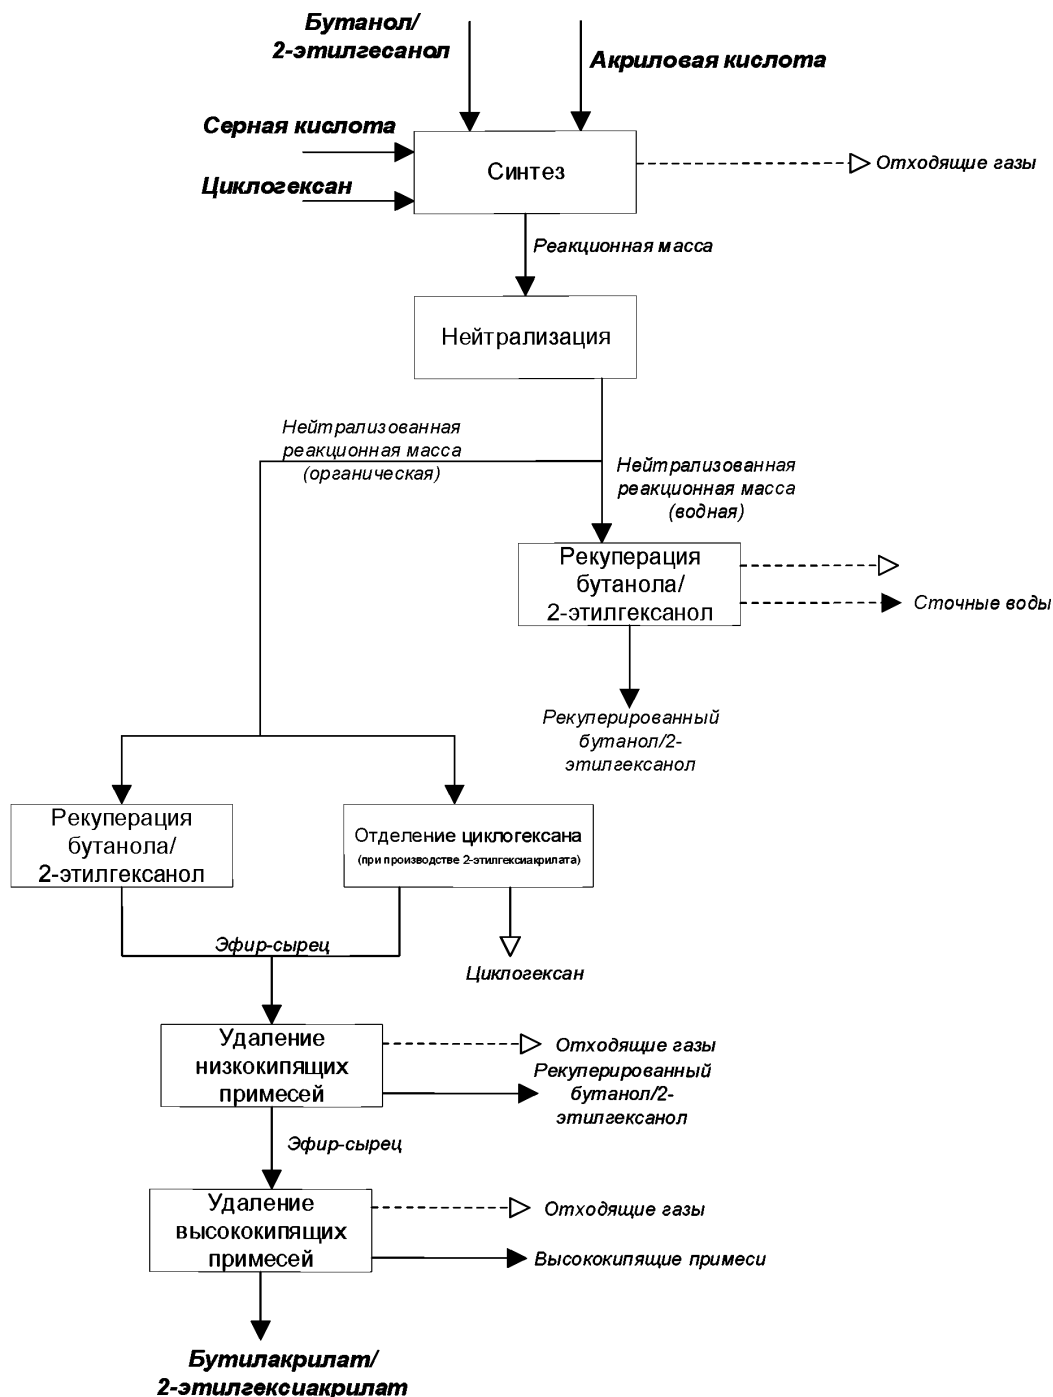 Бутанол/
2-этилгесанол
Акриловая кислота
Серная кислота
Синтез
Отходящие газы
Циклогексан
Реакционная масса
Нейтрализация
Нейтрализованная
реакционная масса
(органическая)
Нейтрализованная
реакционная масса
(водная)
Рекуперация
бутанола/
2-этилгексанол
Сточные воды
Рекуперированный
бутанол/2-
этилгексанол
Рекуперация
бутанола/
2-этилгексанол
Отделение циклогексана
(при производстве 2-этилгексиакрилата)
Эфир-сырец
Циклогексан
Удаление
низкокипящих
примесей
Отходящие газы
Рекуперированный
бутанол/2-
этилгексанол
Эфир-сырец
Удаление
высококипящих
примесей
Отходящие газы
Высококипящие примеси
Бутилакрилат/
2-этилгексиакрилат